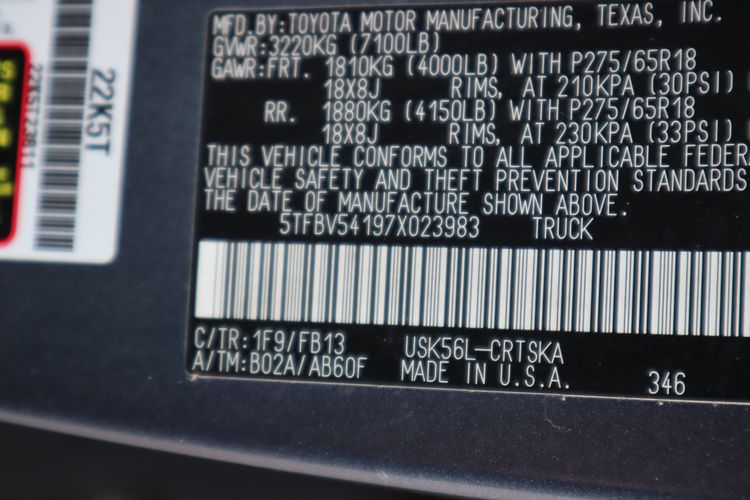 MFD.BY:TOYOTA MOTOR MANUFACTURING, TEXAS, INC.
GVWR:3220KG (7100LB)
GAWR:FRT. 1810KG (4000LB) WITH P275/65R18
18X8J RIMS, AT 210KPA (30PSI)
RR. 1880KG (4150LB) WITH P275/65R18
18X8J RIMS, AT 230KPA (33PSI)
THIS VEHICLE CONFORMS TO ALL APPLICABLE FEDER
VEHICLE SAFETY AND THEFT PREVENTION STANDARDS
THE DATE OF MANUFACTURE SHOWN ABOVE.
5TFBV54197X023983 TRUCK
C/TR:1F9/FB13 USK56L-CRTSKA
A/TM:B02A/AB60F MADE IN U.S.A. 346
22K5T